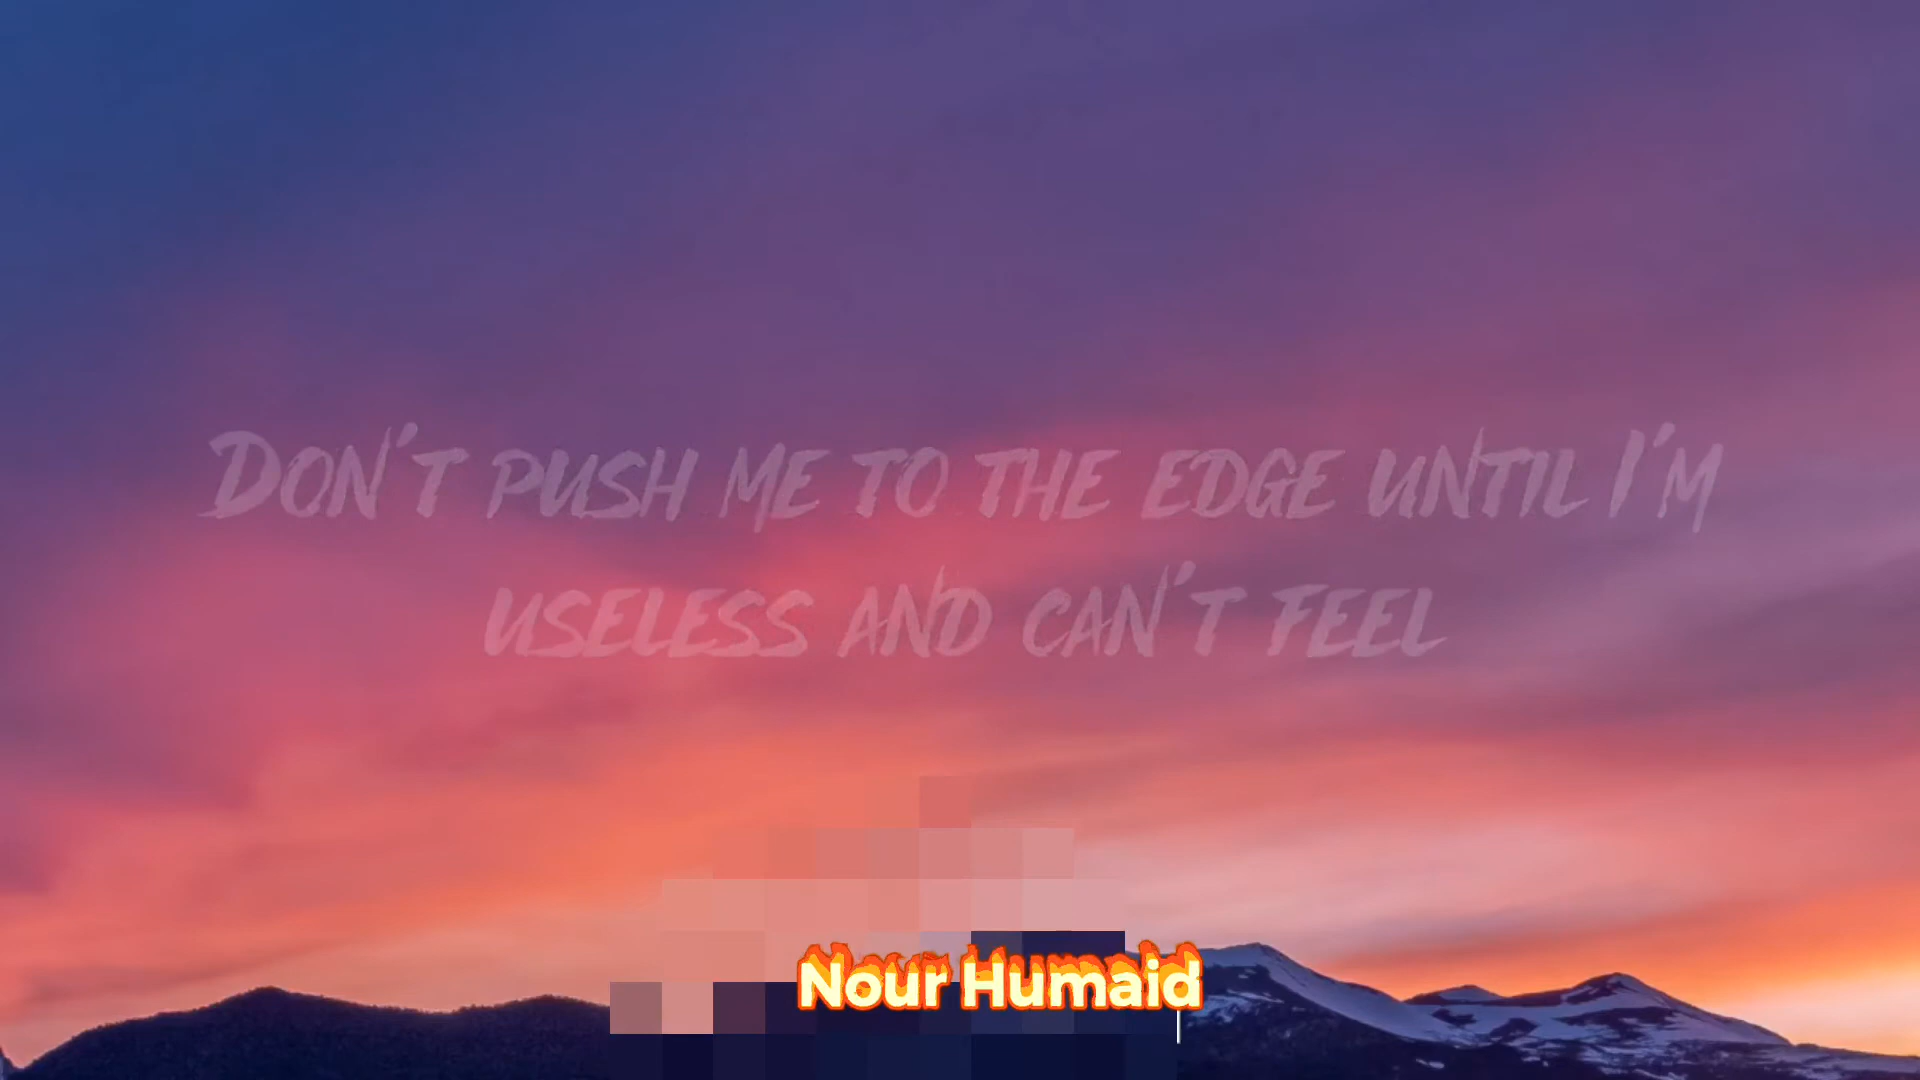 Don't push me to the edge until I'm
useless and can't feel
Nour Humaid